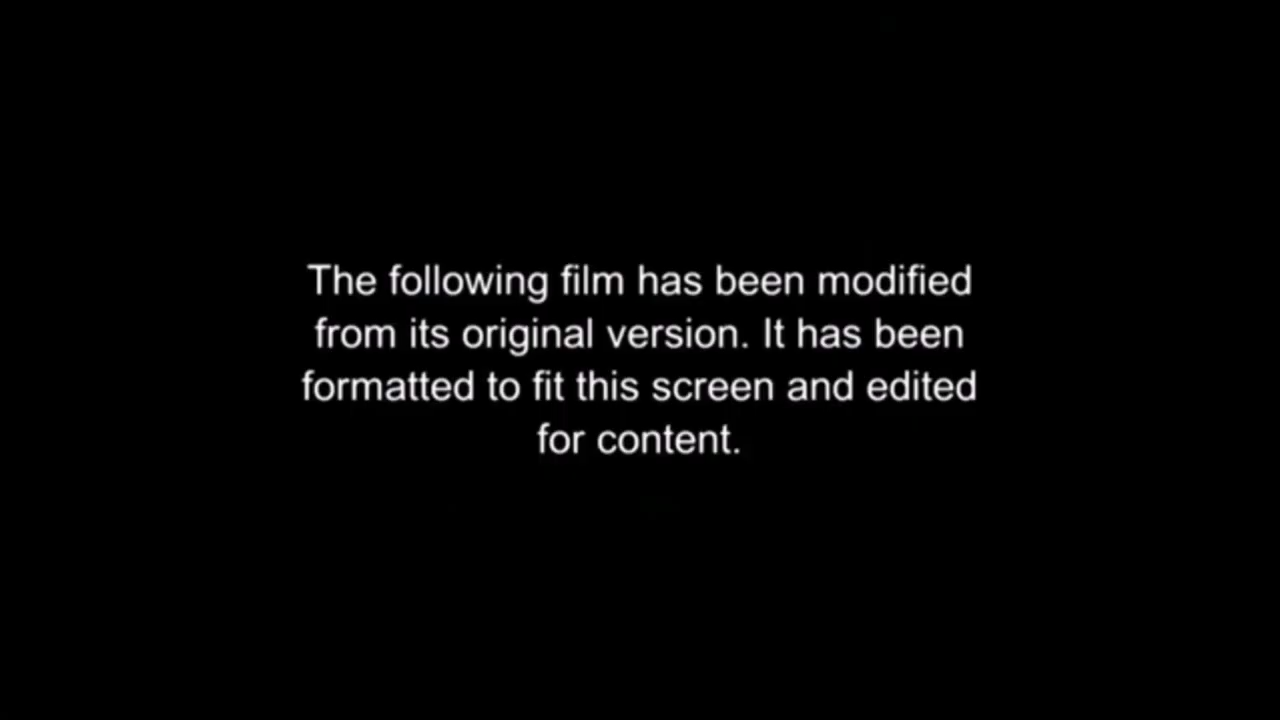 The following film has been modified
from its original version. It has been
formatted to fit this screen and edited
for content.